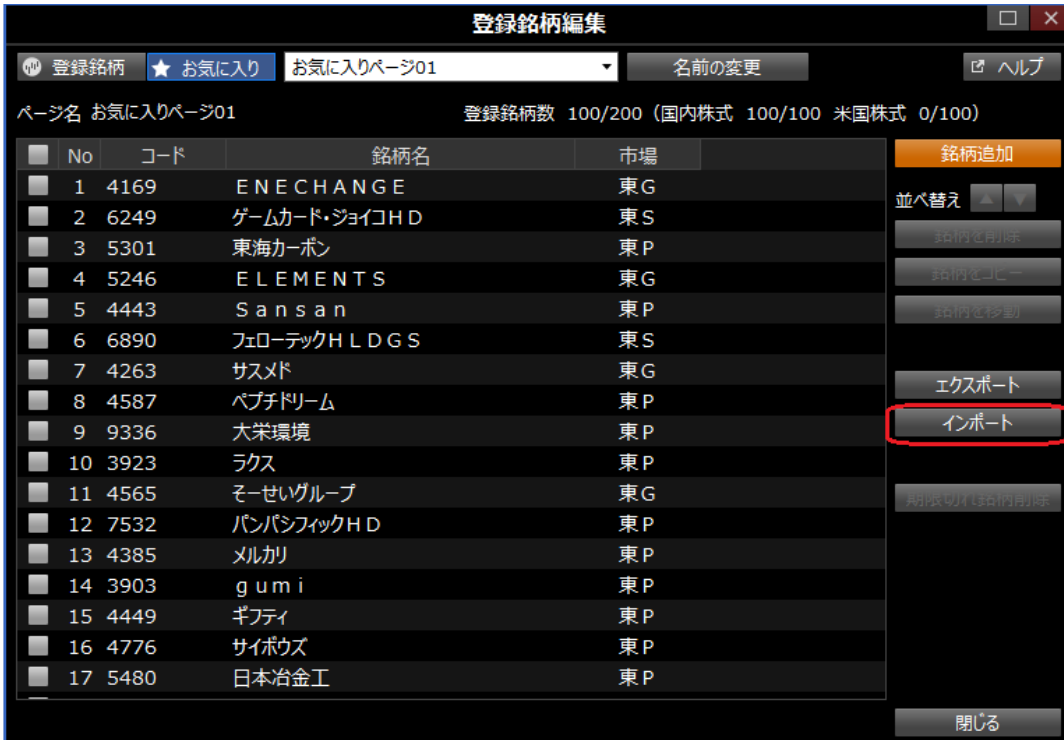 登録銘柄編集
登録銘柄 お気に入り お気に入りページ01 名前の変更 ヘルプ
ページ名 お気に入りページ01 登録銘柄数 100/200（国内株式 100/100 米国株式 0/100）
No コード 銘柄名 市場 銘柄追加
1 4169 ＥＮＥＣＨＡＮＧＥ 東Ｇ
並べ替え
2 6249 ゲームカード・ジョイコＨＤ 東Ｓ
銘柄を削除
3 5301 東海カーボン 東Ｐ
4 5246 ＥＬＥＭＥＮＴＳ 東Ｇ 銘柄をコピー
5 4443 Ｓａｎｓａｎ 東Ｐ 銘柄を移動
6 6890 フェローテックＨＬＤＧＳ 東Ｓ
7 4263 サスメド 東Ｇ
エクスポート
8 4587 ペプチドリーム 東Ｐ
9 9336 大栄環境 東Ｐ インポート
10 3923 ラクス 東Ｐ
11 4565 そーせいグループ 東Ｇ 期限切れ銘柄削除
12 7532 パンパシフィックＨＤ 東Ｐ
13 4385 メルカリ 東Ｐ
14 3903 ｇｕｍｉ 東Ｐ
15 4449 ギフティ 東Ｐ
16 4776 サイボウズ 東Ｐ
17 5480 日本冶金工 東Ｐ
閉じる